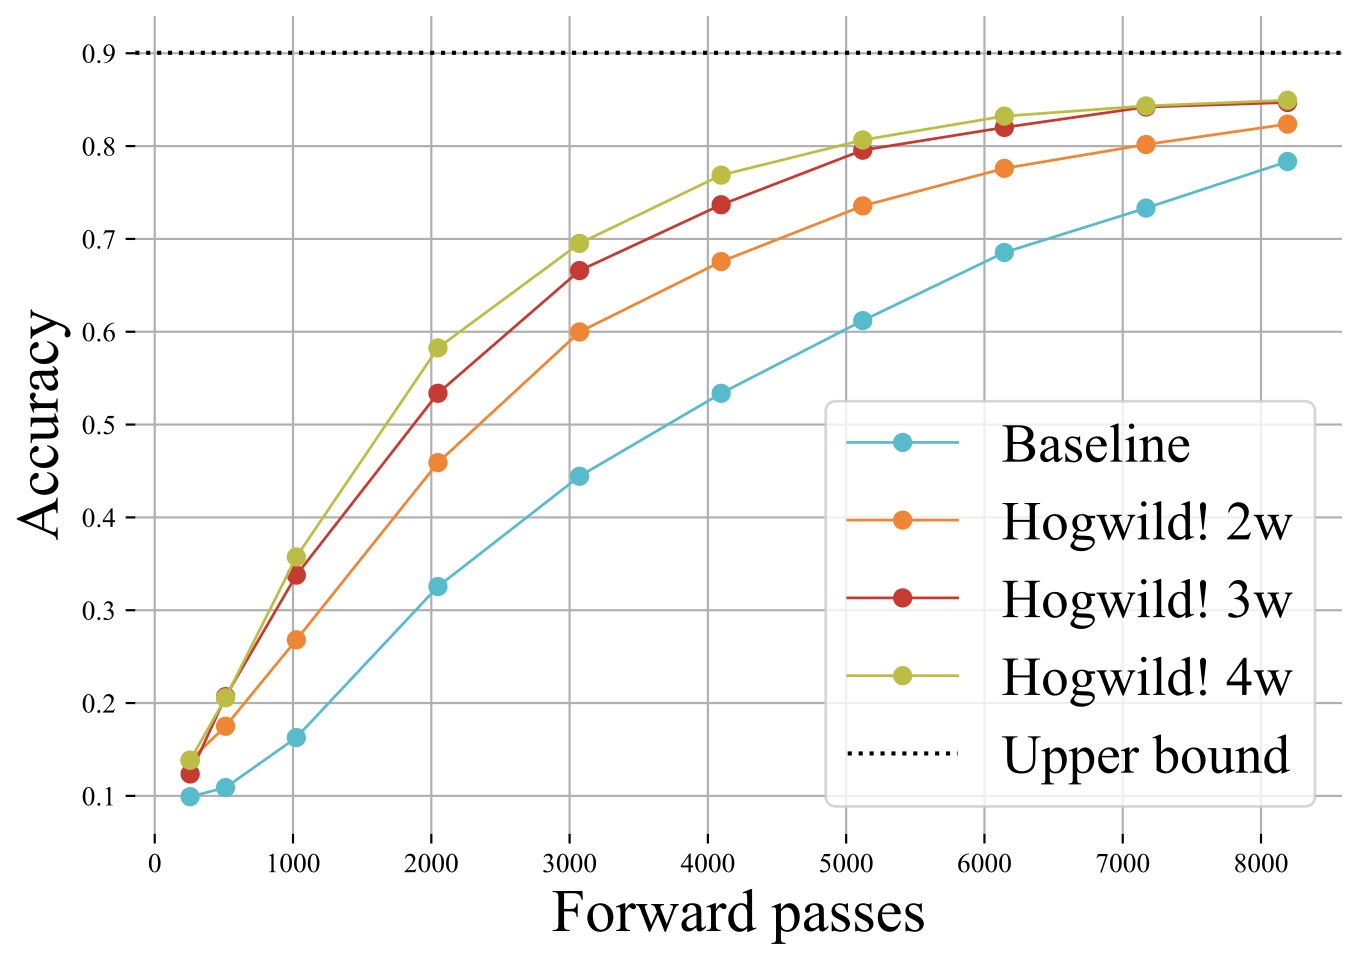 0.9
0.8
0.7
0.6
0.5
0.4
0.3
0.2
0.1
Accuracy
Baseline
Hogwild! 2w
Hogwild! 3w
Hogwild! 4w
Upper bound
0 1000 2000 3000 4000 5000 6000 7000 8000
Forward passes